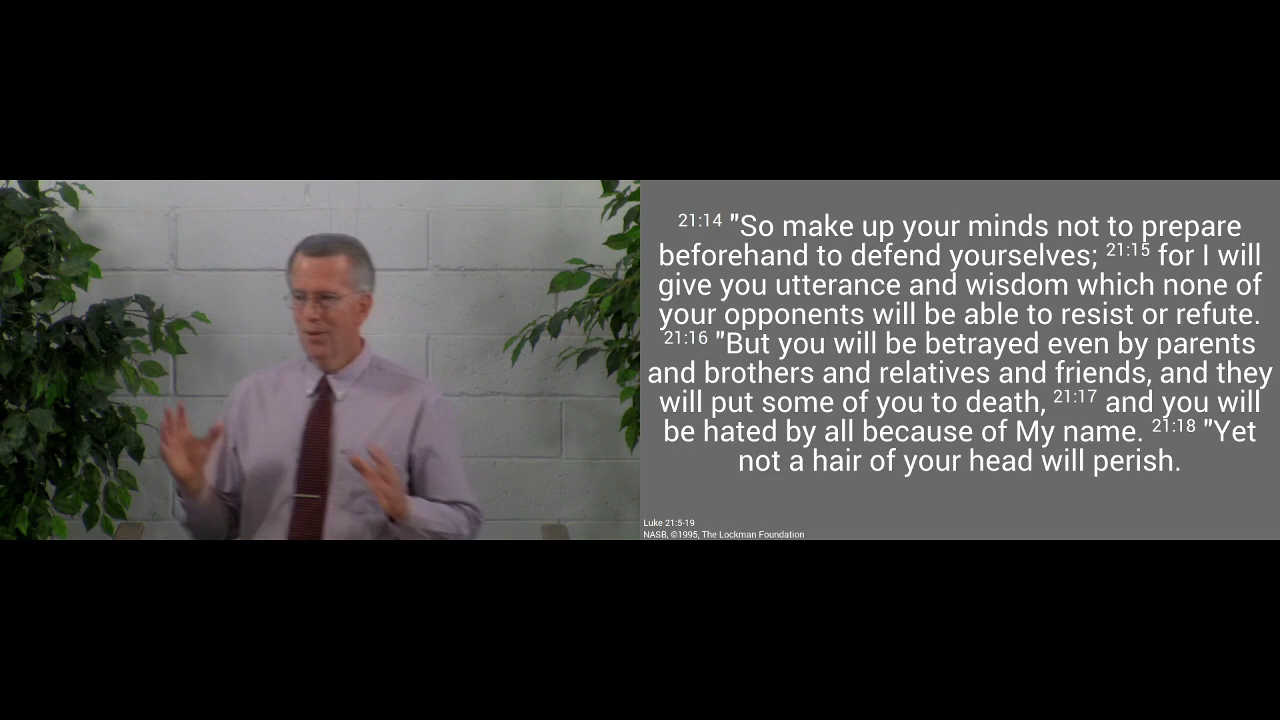 21:14 "So make up your minds not to prepare
beforehand to defend yourselves; 21:15 for I will
give you utterance and wisdom which none of
your opponents will be able to resist or refute.
21:16 "But you will be betrayed even by parents
and brothers and relatives and friends, and they
will put some of you to death, 21:17 and you will
be hated by all because of My name. 21:18 "Yet
not a hair of your head will perish.
Luke 21:5-19
NASB, ©1995, The Lockman Foundation